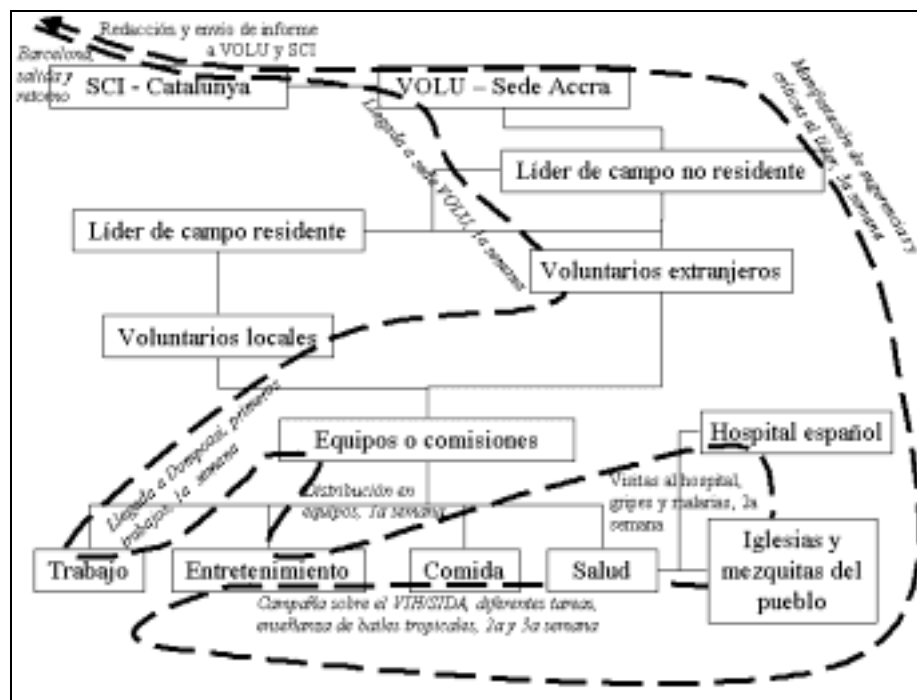 Redacción y envio de informe
a VOLU y SCI
Barcelona,
salida y
retorno
SCI - Catalunya
VOLU – Sede Accra
Manifestación de sugerencias y
críticas al líder, 3a semana
Llegada a sede VOLU, 1a semana
Líder de campo no residente
Líder de campo residente
Voluntarios extranjeros
Voluntarios locales
Llegada a Dompoasi, primeros
trabajos, 1a semana
Equipos o comisiones
Hospital español
Distribución en
equipos, 1a semana
Visitas al hospital,
gripes y malarias, 2a
semana
Trabajo
Entretenimiento
Comida
Salud
Iglesias y
mezquitas del
pueblo
Campaña sobre el VIH/SIDA, diferentes tareas,
enseñanza de bailes tropicales, 2a y 3a semana